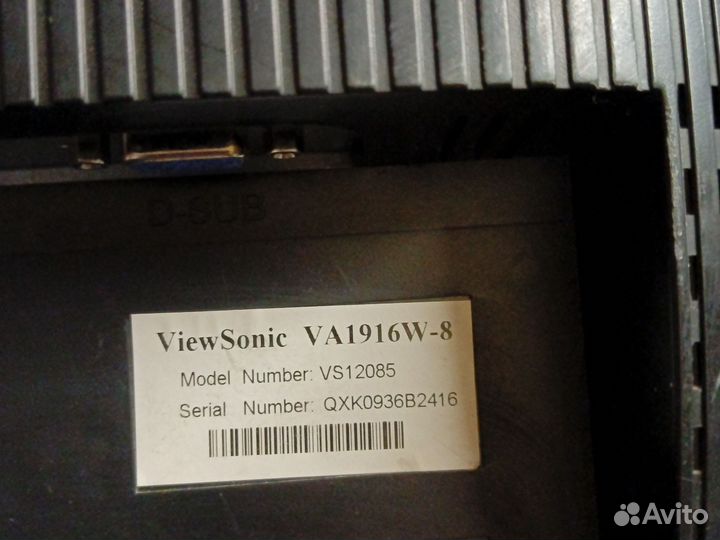 D-SUB
ViewSonic VA1916W-8
Model Number: VS12085
Serial Number: QXK0936B2416
Avito